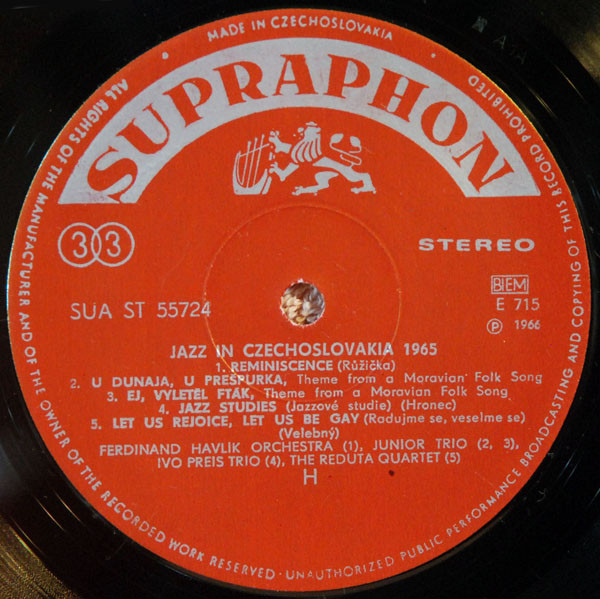 MADE IN CZECHOSLOVAKIA
SUPRAPHON
33
STEREO
SUA ST 55724
BIEM
E 715
Ⓟ 1966
JAZZ IN CZECHOSLOVAKIA 1965
1. REMINISCENCE (Růžička)
2. U DUNAJA, U PREŠPURKA, Theme from a Moravian Folk Song
3. EJ, VYLETĚL FTÁK, Theme from a Moravian Folk Song
4. JAZZ STUDIES (Jazzové studie) (Hronec)
5. LET US REJOICE, LET US BE GAY (Radujme se, veselme se)
(Velebný)
FERDINAND HAVLIK ORCHESTRA (1), JUNIOR TRIO (2, 3),
IVO PREIS TRIO (4), THE REDUTA QUARTET (5)
H
ALL RIGHTS OF THE MANUFACTURER AND OF THE OWNER OF THE RECORDED WORK RESERVED · UNAUTHORIZED PUBLIC PERFORMANCE BROADCASTING AND COPYING OF THIS RECORD PROHIBITED